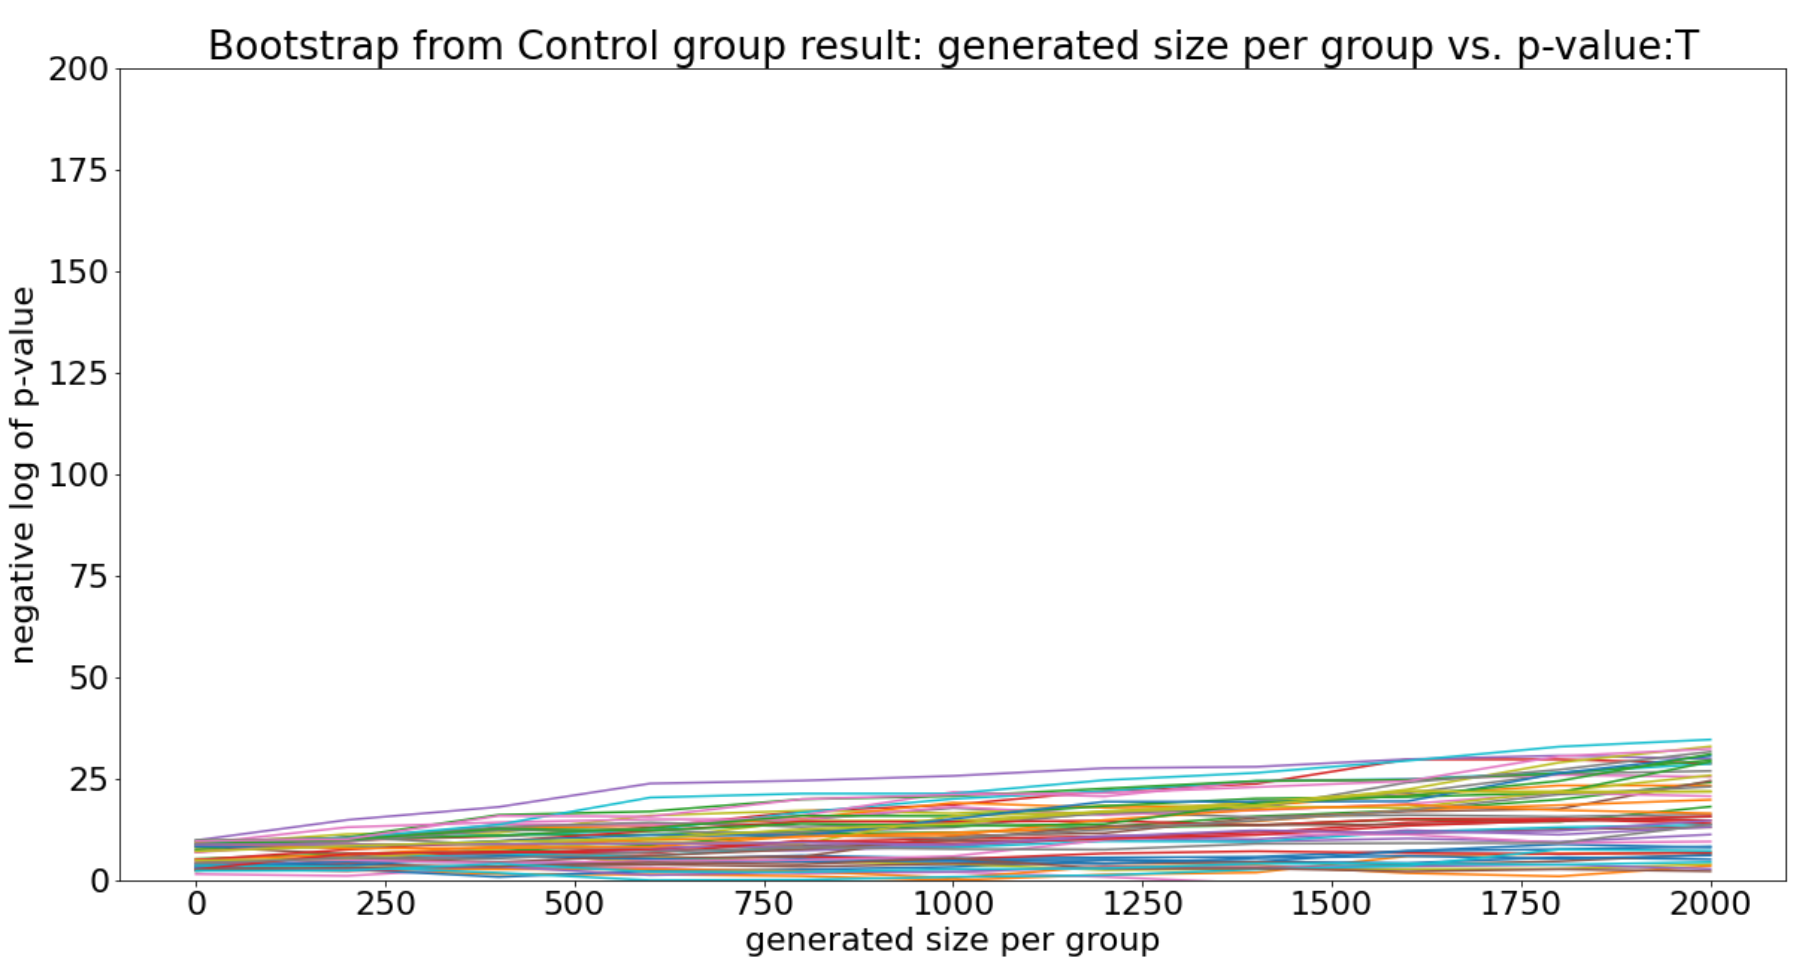 Bootstrap from Control group result: generated size per group vs. p-value:T
200
175
150
125
100
75
50
25
0
negative log of p-value
0 250 500 750 1000 1250 1500 1750 2000
generated size per group